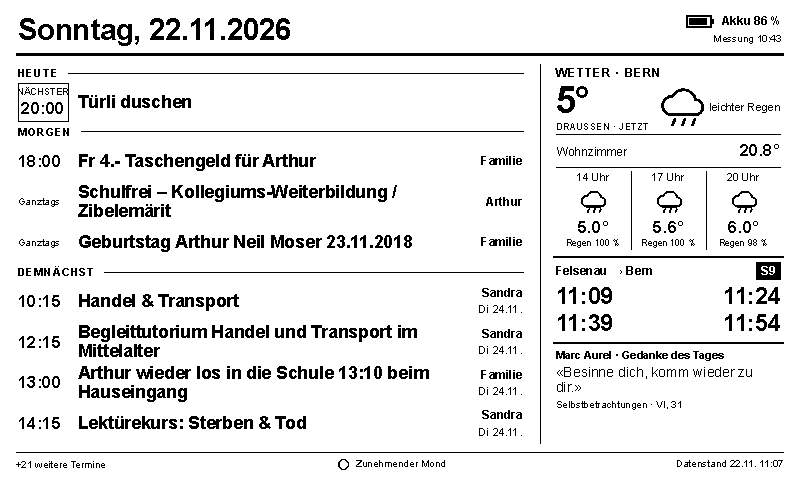 Sonntag, 22.11.2026
Akku 86 %
Messung 10:43
HEUTE
NÄCHSTER
20:00 Türli duschen
MORGEN
18:00 Fr 4.- Taschengeld für Arthur Familie
Ganztags Schulfrei – Kollegiums-Weiterbildung / Zibelemärit Arthur
Ganztags Geburtstag Arthur Neil Moser 23.11.2018 Familie
DEMNÄCHST
10:15 Handel & Transport Sandra
Di 24.11.
12:15 Begleittutorium Handel und Transport im Mittelalter Sandra
Di 24.11.
13:00 Arthur wieder los in die Schule 13:10 beim Hauseingang Familie
Di 24.11.
14:15 Lektürekurs: Sterben & Tod Sandra
Di 24.11.
WETTER · BERN
5°
leichter Regen
DRAUSSEN · JETZT
Wohnzimmer 20.8°
14 Uhr 17 Uhr 20 Uhr
5.0° 5.6° 6.0°
Regen 100 % Regen 100 % Regen 98 %
Felsenau › Bern S9
11:09 11:24
11:39 11:54
Marc Aurel · Gedanke des Tages
«Besinne dich, komm wieder zu
dir.»
Selbstbetrachtungen · VI, 31
+21 weitere Termine
Zunehmender Mond
Datenstand 22.11. 11:07